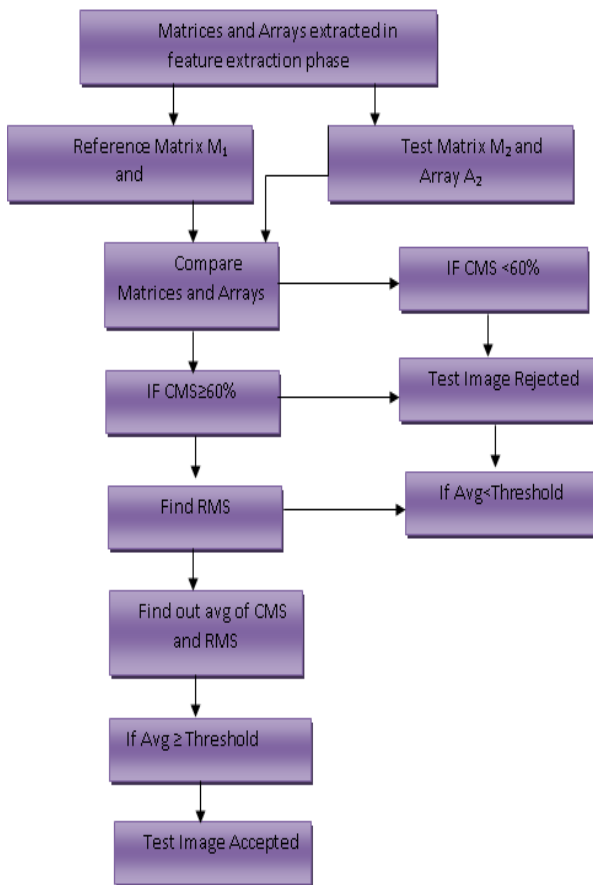 Matrices and Arrays extracted in
feature extraction phase
Reference Matrix M₁
and
Test Matrix M₂ and
Array A₂
Compare
Matrices and Arrays
IF CMS <60%
IF CMS≥60%
Test Image Rejected
Find RMS
If Avg<Threshold
Find out avg of CMS
and RMS
If Avg ≥ Threshold
Test Image Accepted